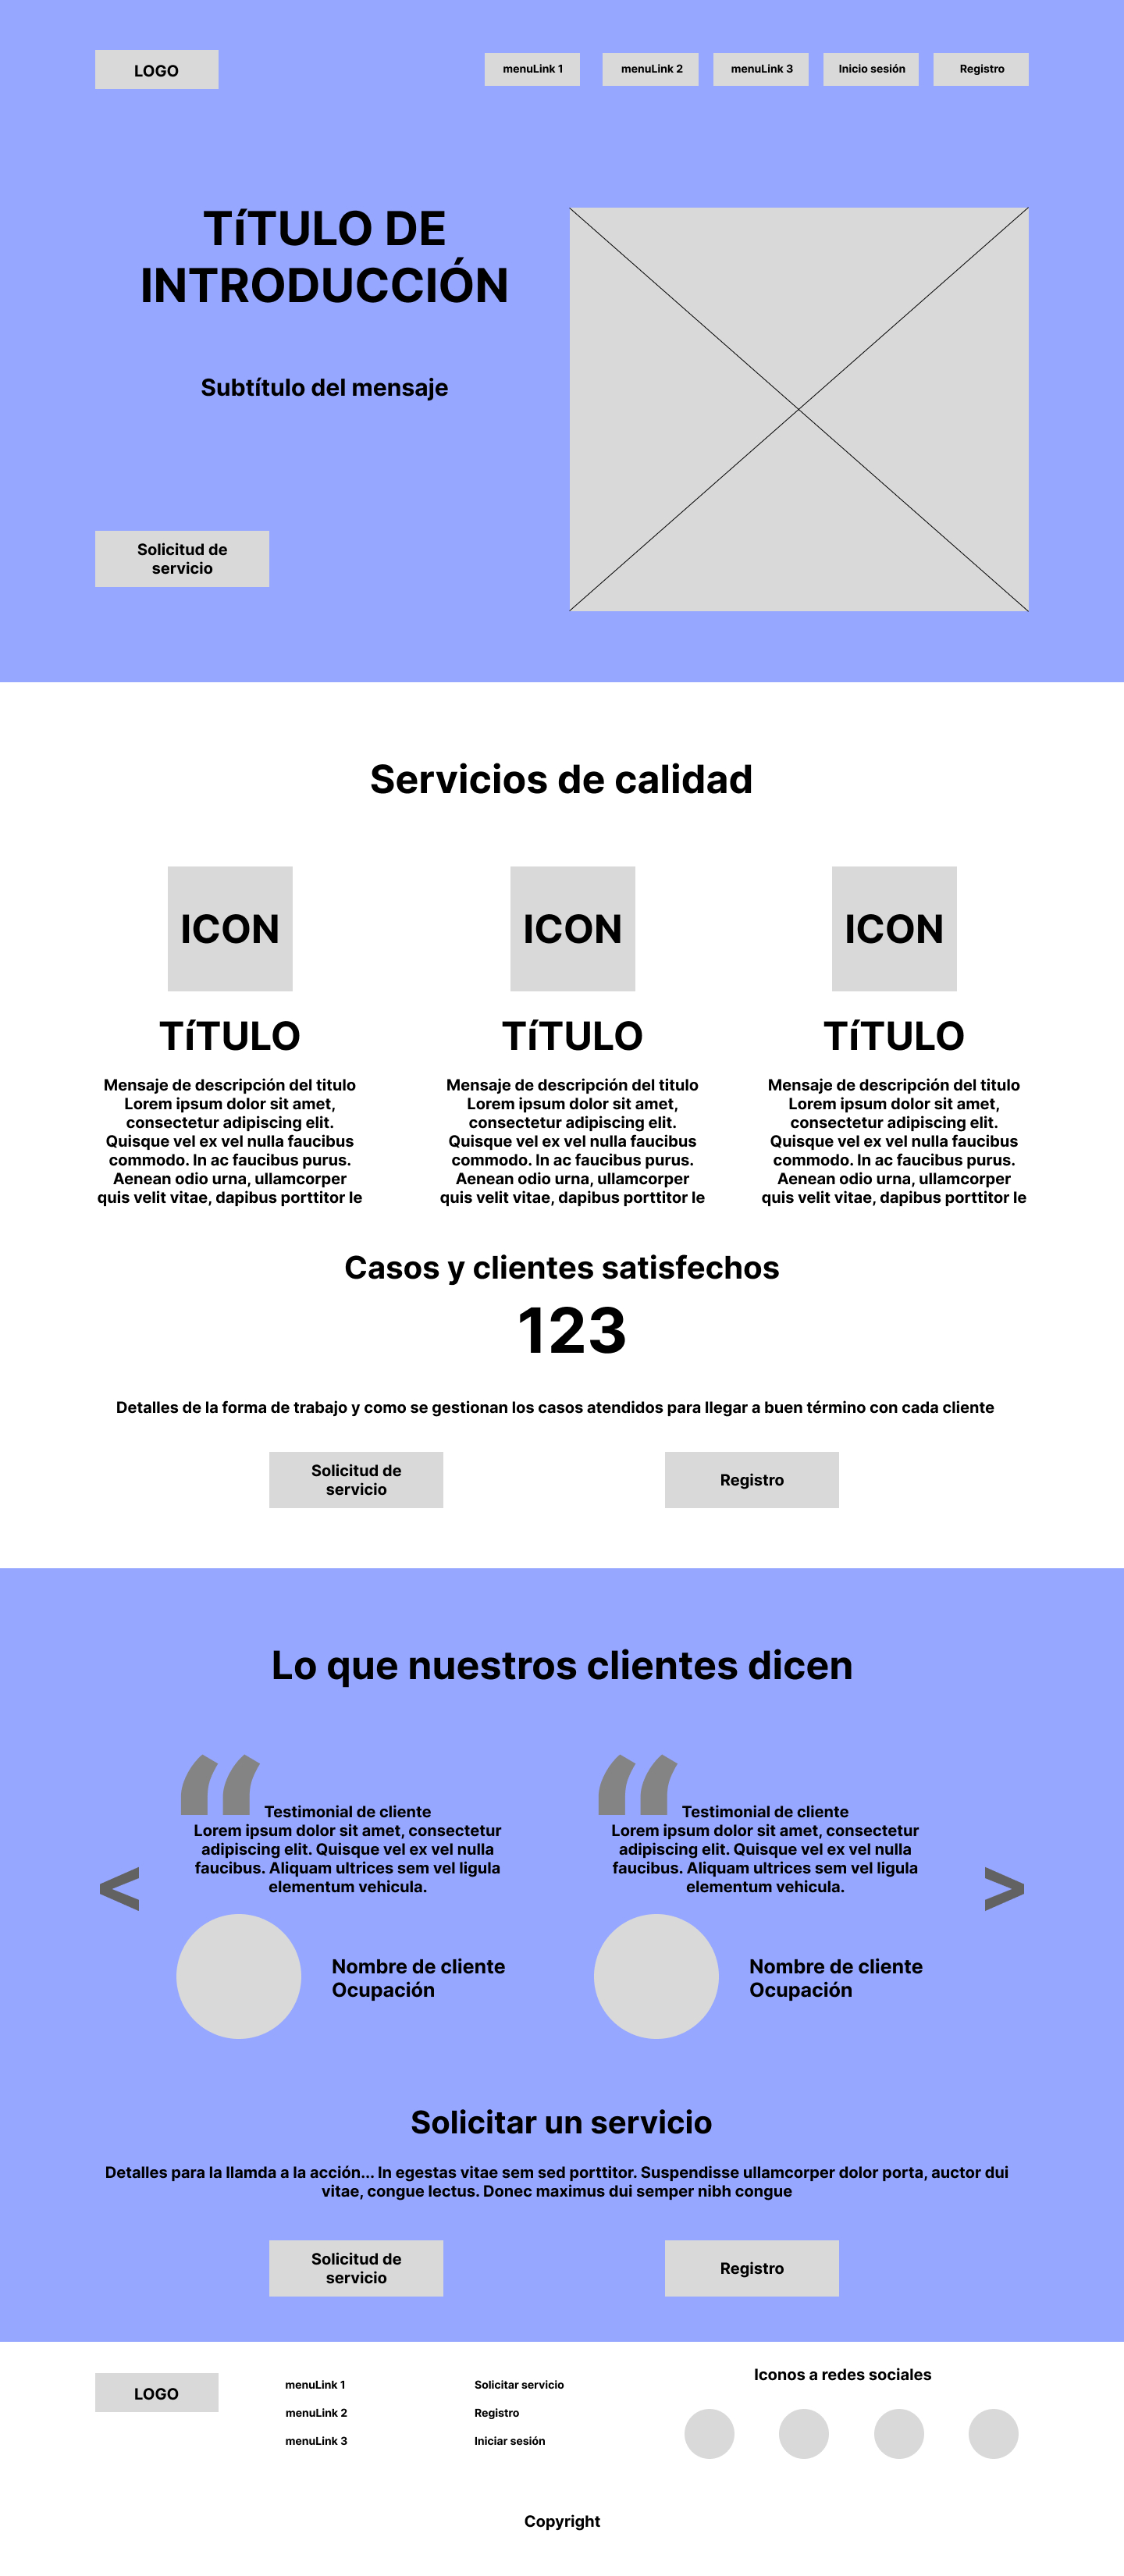 LOGO
menuLink 1
menuLink 2
menuLink 3
Inicio sesión
Registro
TíTULO DE
INTRODUCCIÓN
Subtítulo del mensaje
Solicitud de
servicio
Servicios de calidad
ICON
TíTULO
Mensaje de descripción del titulo
Lorem ipsum dolor sit amet,
consectetur adipiscing elit.
Quisque vel ex vel nulla faucibus
commodo. In ac faucibus purus.
Aenean odio urna, ullamcorper
quis velit vitae, dapibus porttitor le
ICON
TíTULO
Mensaje de descripción del titulo
Lorem ipsum dolor sit amet,
consectetur adipiscing elit.
Quisque vel ex vel nulla faucibus
commodo. In ac faucibus purus.
Aenean odio urna, ullamcorper
quis velit vitae, dapibus porttitor le
ICON
TíTULO
Mensaje de descripción del titulo
Lorem ipsum dolor sit amet,
consectetur adipiscing elit.
Quisque vel ex vel nulla faucibus
commodo. In ac faucibus purus.
Aenean odio urna, ullamcorper
quis velit vitae, dapibus porttitor le
Casos y clientes satisfechos
123
Detalles de la forma de trabajo y como se gestionan los casos atendidos para llegar a buen término con cada cliente
Solicitud de
servicio
Registro
Lo que nuestros clientes dicen
<
“
Testimonial de cliente
Lorem ipsum dolor sit amet, consectetur
adipiscing elit. Quisque vel ex vel nulla
faucibus. Aliquam ultrices sem vel ligula
elementum vehicula.
Nombre de cliente
Ocupación
“
Testimonial de cliente
Lorem ipsum dolor sit amet, consectetur
adipiscing elit. Quisque vel ex vel nulla
faucibus. Aliquam ultrices sem vel ligula
elementum vehicula.
Nombre de cliente
Ocupación
>
Solicitar un servicio
Detalles para la llamda a la acción... In egestas vitae sem sed porttitor. Suspendisse ullamcorper dolor porta, auctor dui
vitae, congue lectus. Donec maximus dui semper nibh congue
Solicitud de
servicio
Registro
LOGO
menuLink 1
menuLink 2
menuLink 3
Solicitar servicio
Registro
Iniciar sesión
Iconos a redes sociales
Copyright